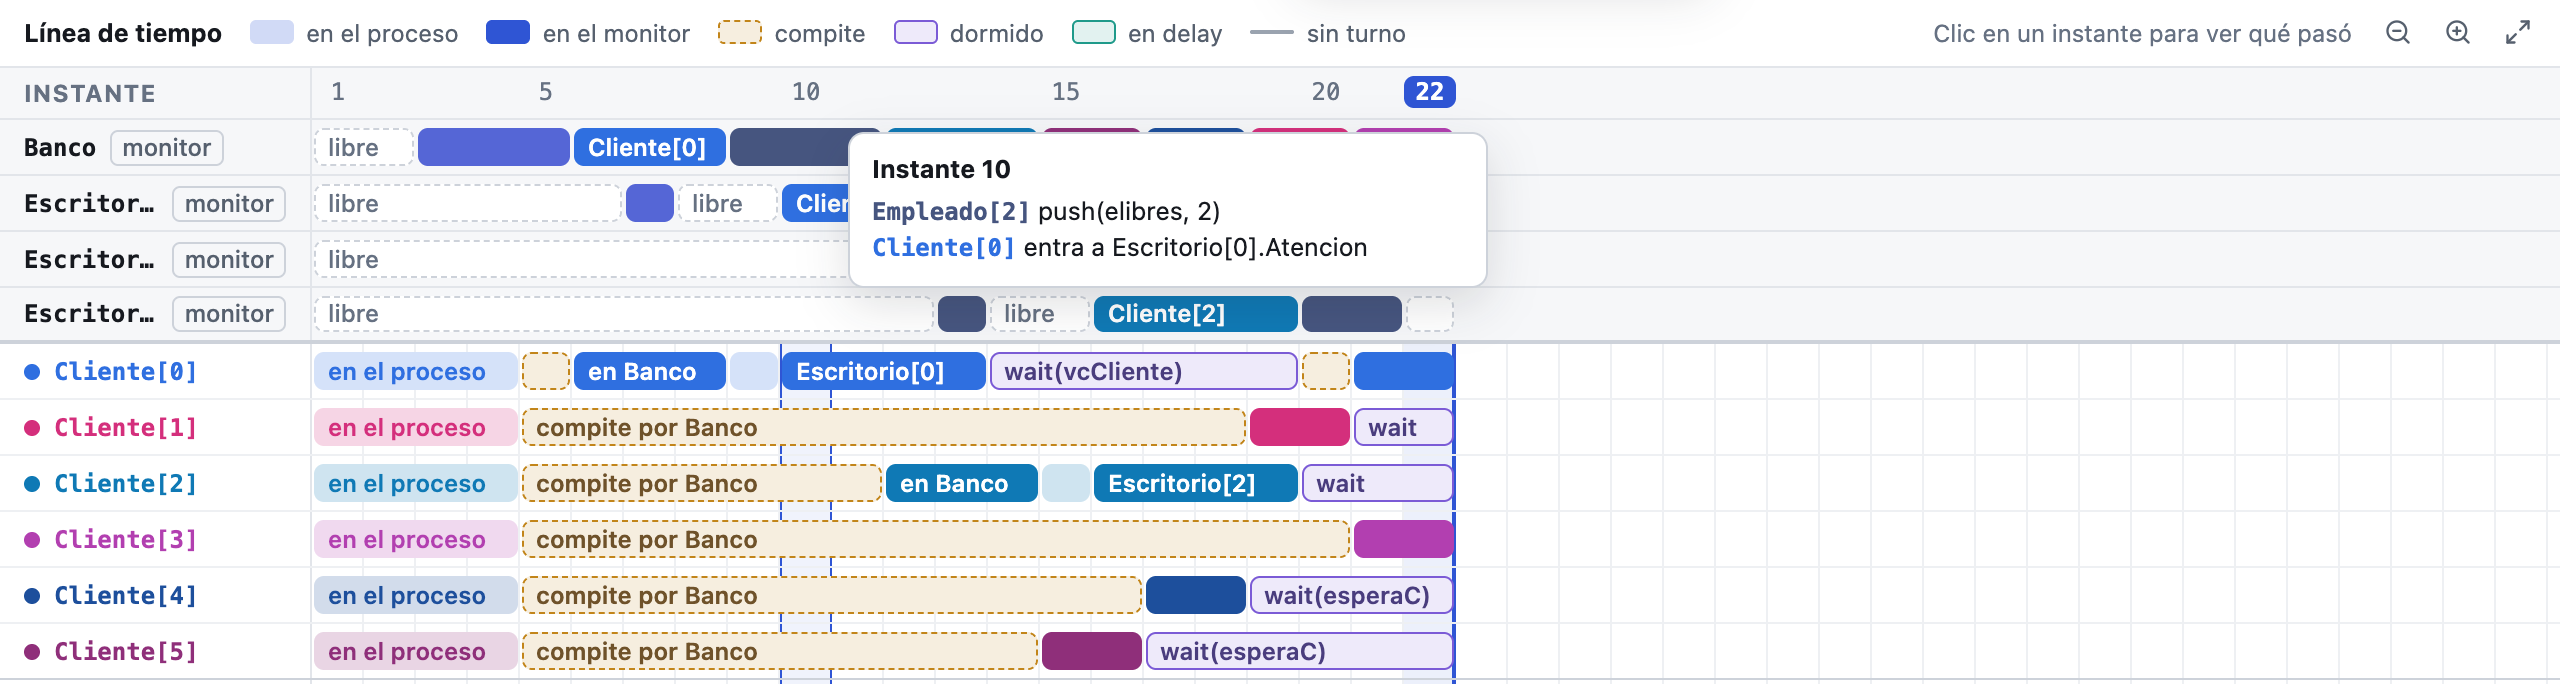 Línea de tiempo en el proceso en el monitor compite dormido en delay sin turno Clic en un instante para ver qué pasó
INSTANTE 1 5 10 15 20 22
Banco monitor libre Cliente[0]
Escritor… monitor libre libre Clien
Escritor… monitor libre
Escritor… monitor libre libre Cliente[2]
Instante 10
Empleado[2] push(elibres, 2)
Cliente[0] entra a Escritorio[0].Atencion
Cliente[0] en el proceso en Banco Escritorio[0] wait(vcCliente)
Cliente[1] en el proceso compite por Banco wait
Cliente[2] en el proceso compite por Banco en Banco Escritorio[2] wait
Cliente[3] en el proceso compite por Banco
Cliente[4] en el proceso compite por Banco wait(esperaC)
Cliente[5] en el proceso compite por Banco wait(esperaC)